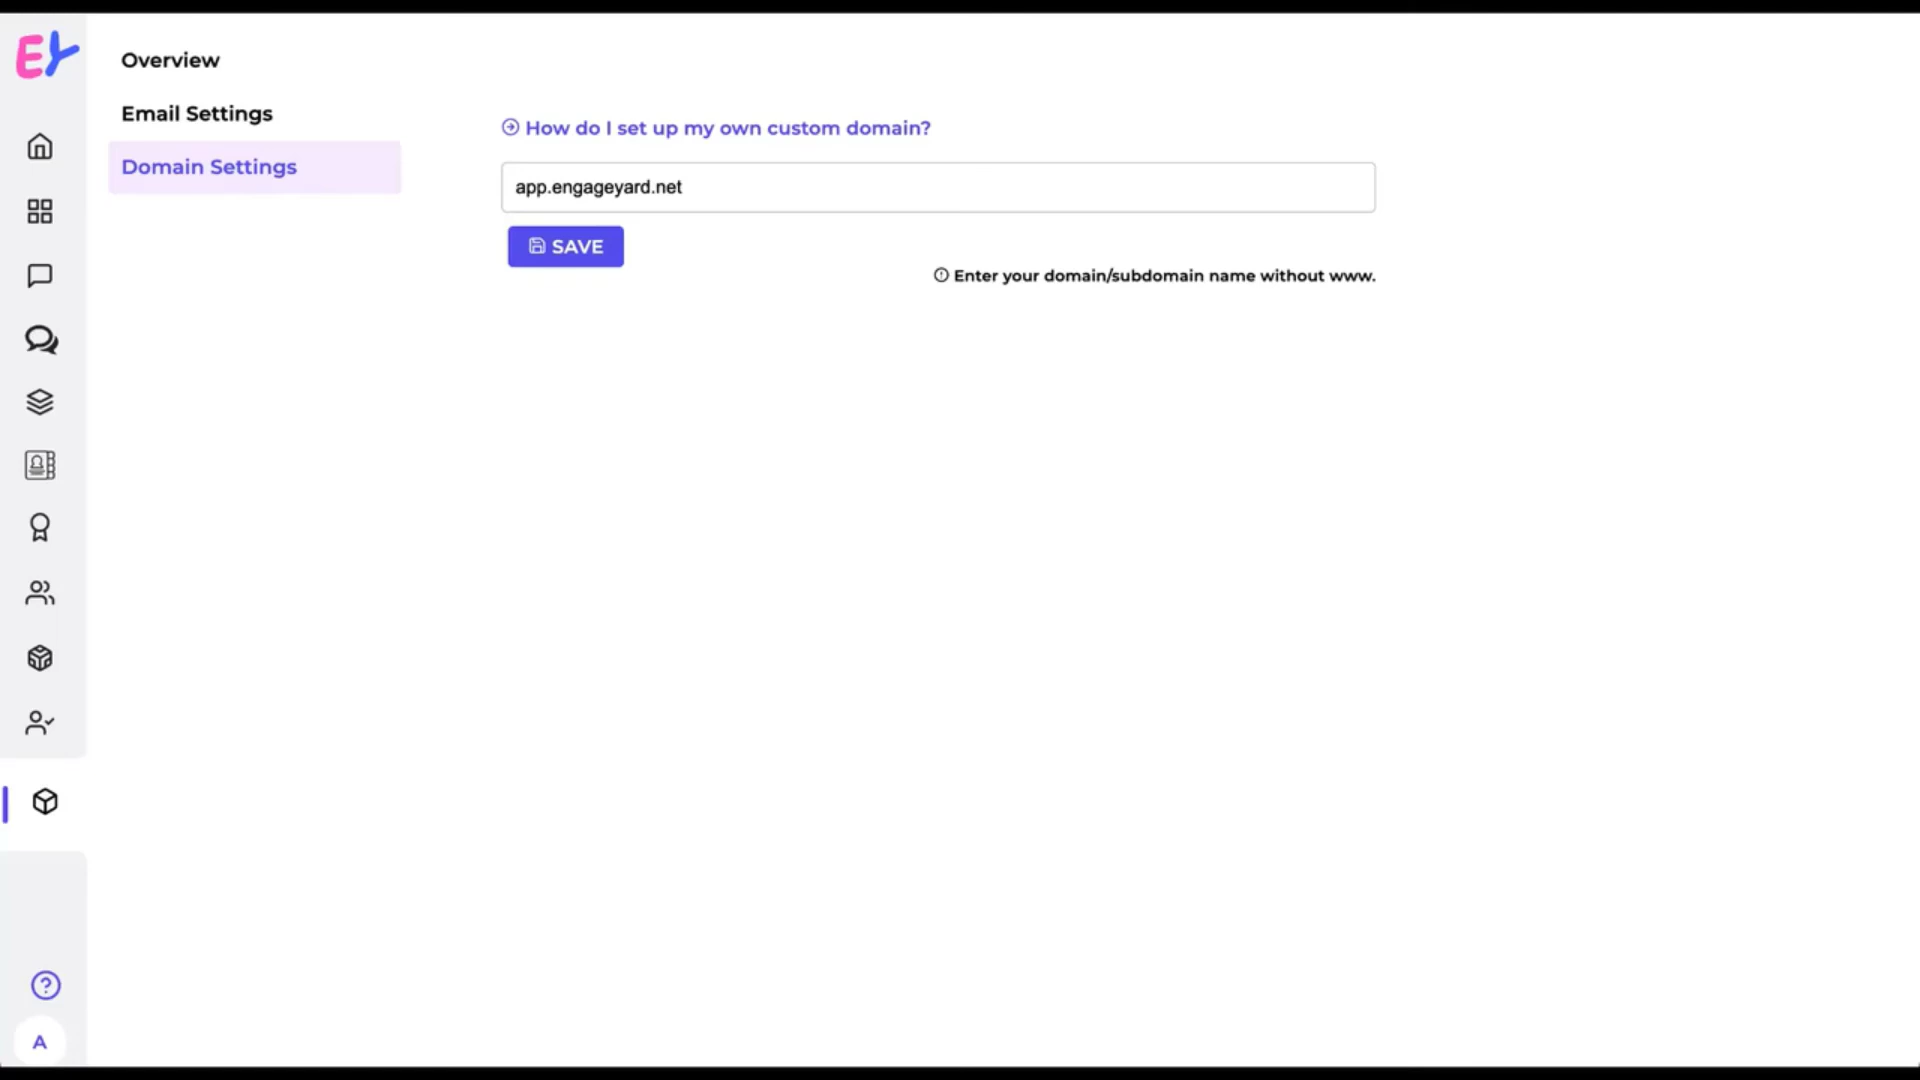 EY
Overview
Email Settings
Domain Settings
How do I set up my own custom domain?
app.engageyard.net
SAVE
Enter your domain/subdomain name without www.
?
A